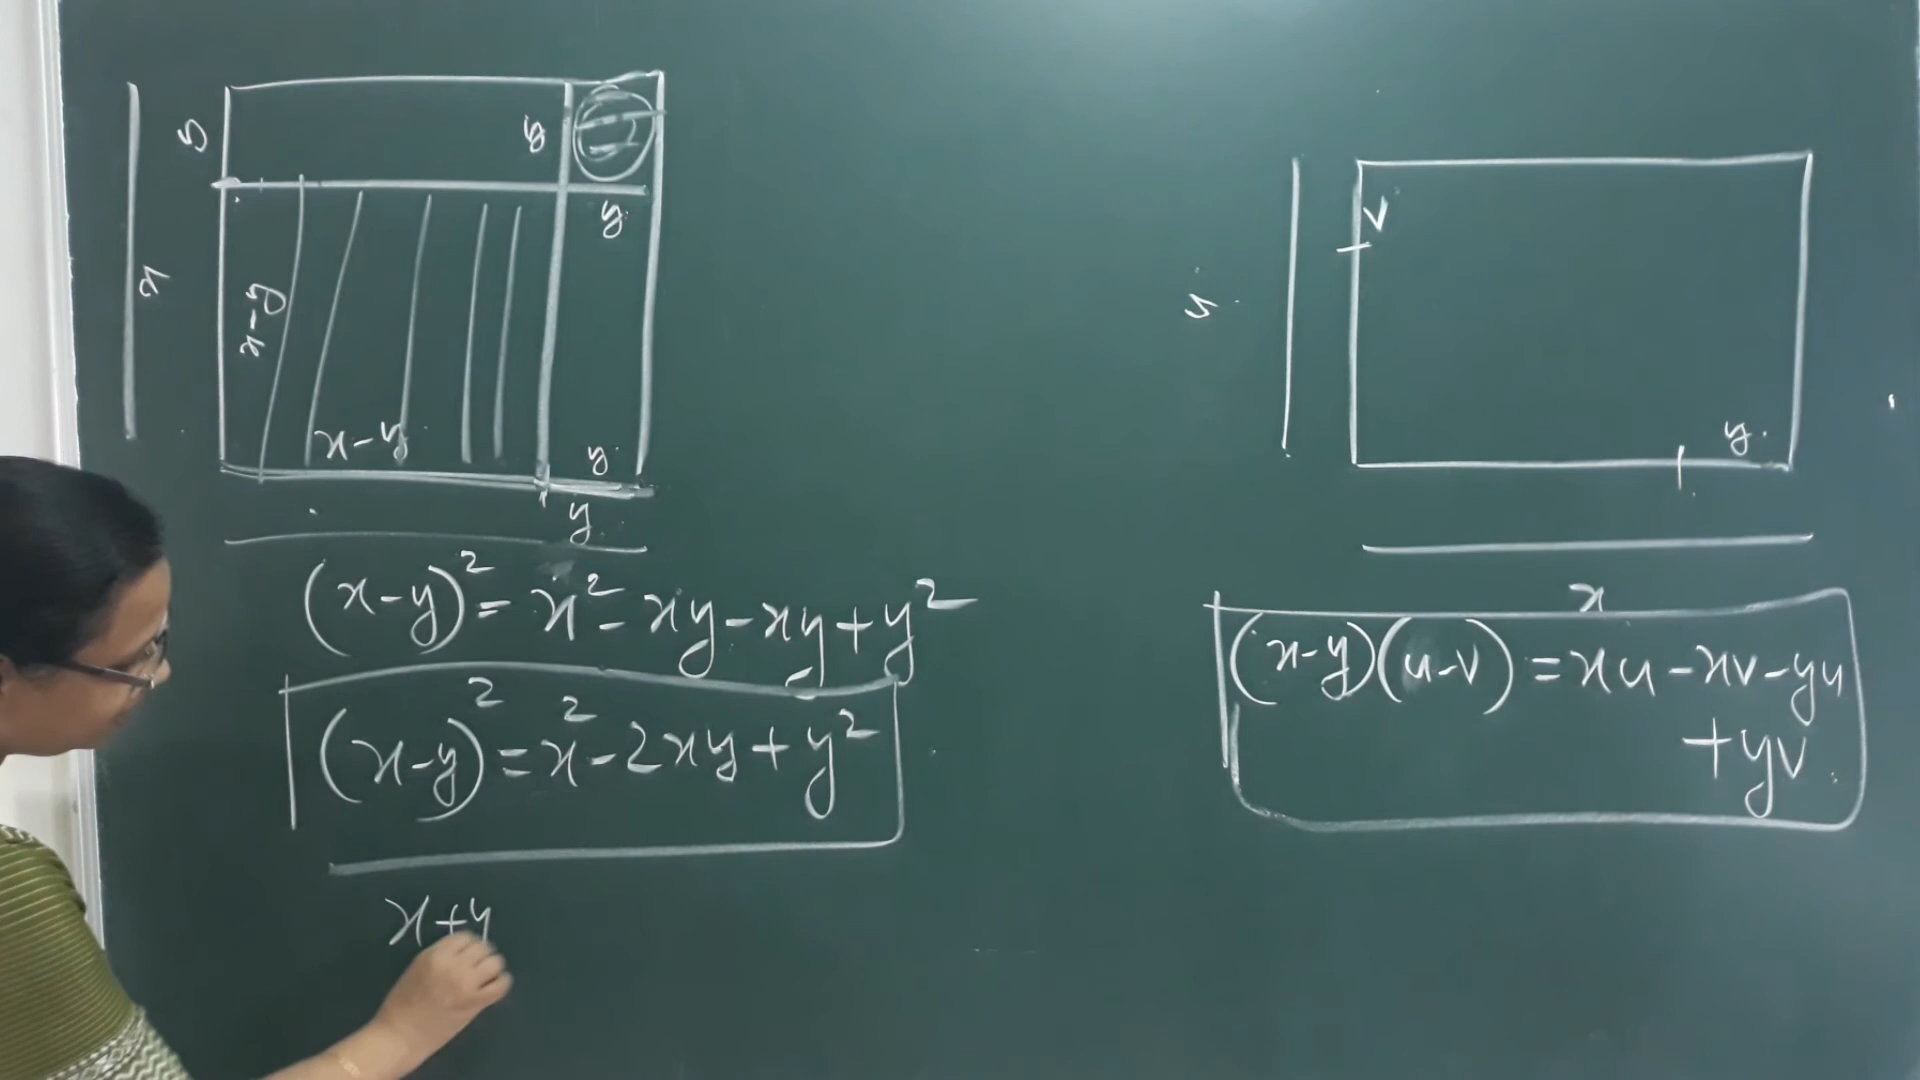 y
y
x
x-y
y
x-y
y
y
(x-y)² = x² - xy - xy + y²
(x-y)² = x² - 2xy + y²
x+y
v
u
y
x
(x-y)(u-v) = xu - xv - yu
+ yv